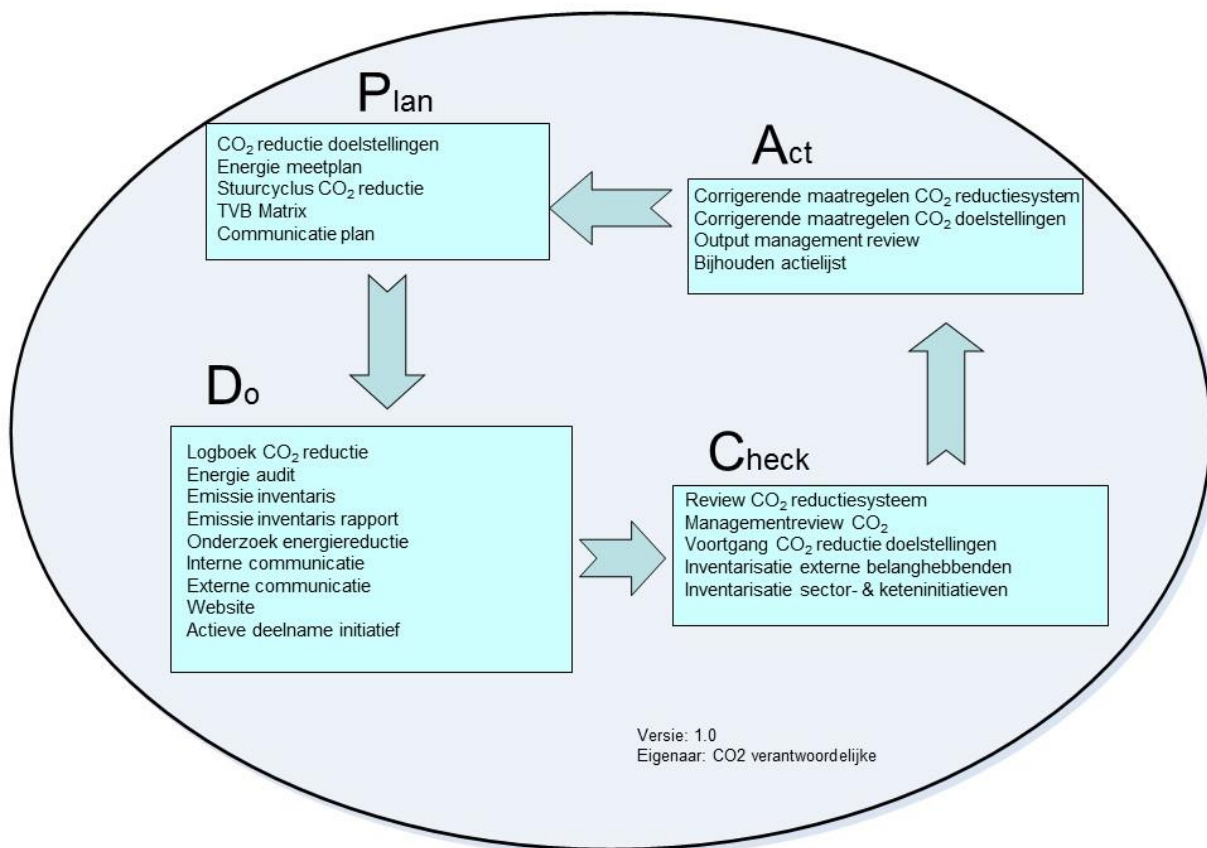 Plan
CO₂ reductie doelstellingen
Energie meetplan
Stuurcyclus CO₂ reductie
TVB Matrix
Communicatie plan
Act
Corrigerende maatregelen CO₂ reductiesystem
Corrigerende maatregelen CO₂ doelstellingen
Output management review
Bijhouden actielijst
Do
Logboek CO₂ reductie
Energie audit
Emissie inventaris
Emissie inventaris rapport
Onderzoek energiereductie
Interne communicatie
Externe communicatie
Website
Actieve deelname initiatief
Check
Review CO₂ reductiesysteem
Managementreview CO₂
Voortgang CO₂ reductie doelstellingen
Inventarisatie externe belanghebbenden
Inventarisatie sector- & keteninitiatieven
Versie: 1.0
Eigenaar: CO2 verantwoordelijke